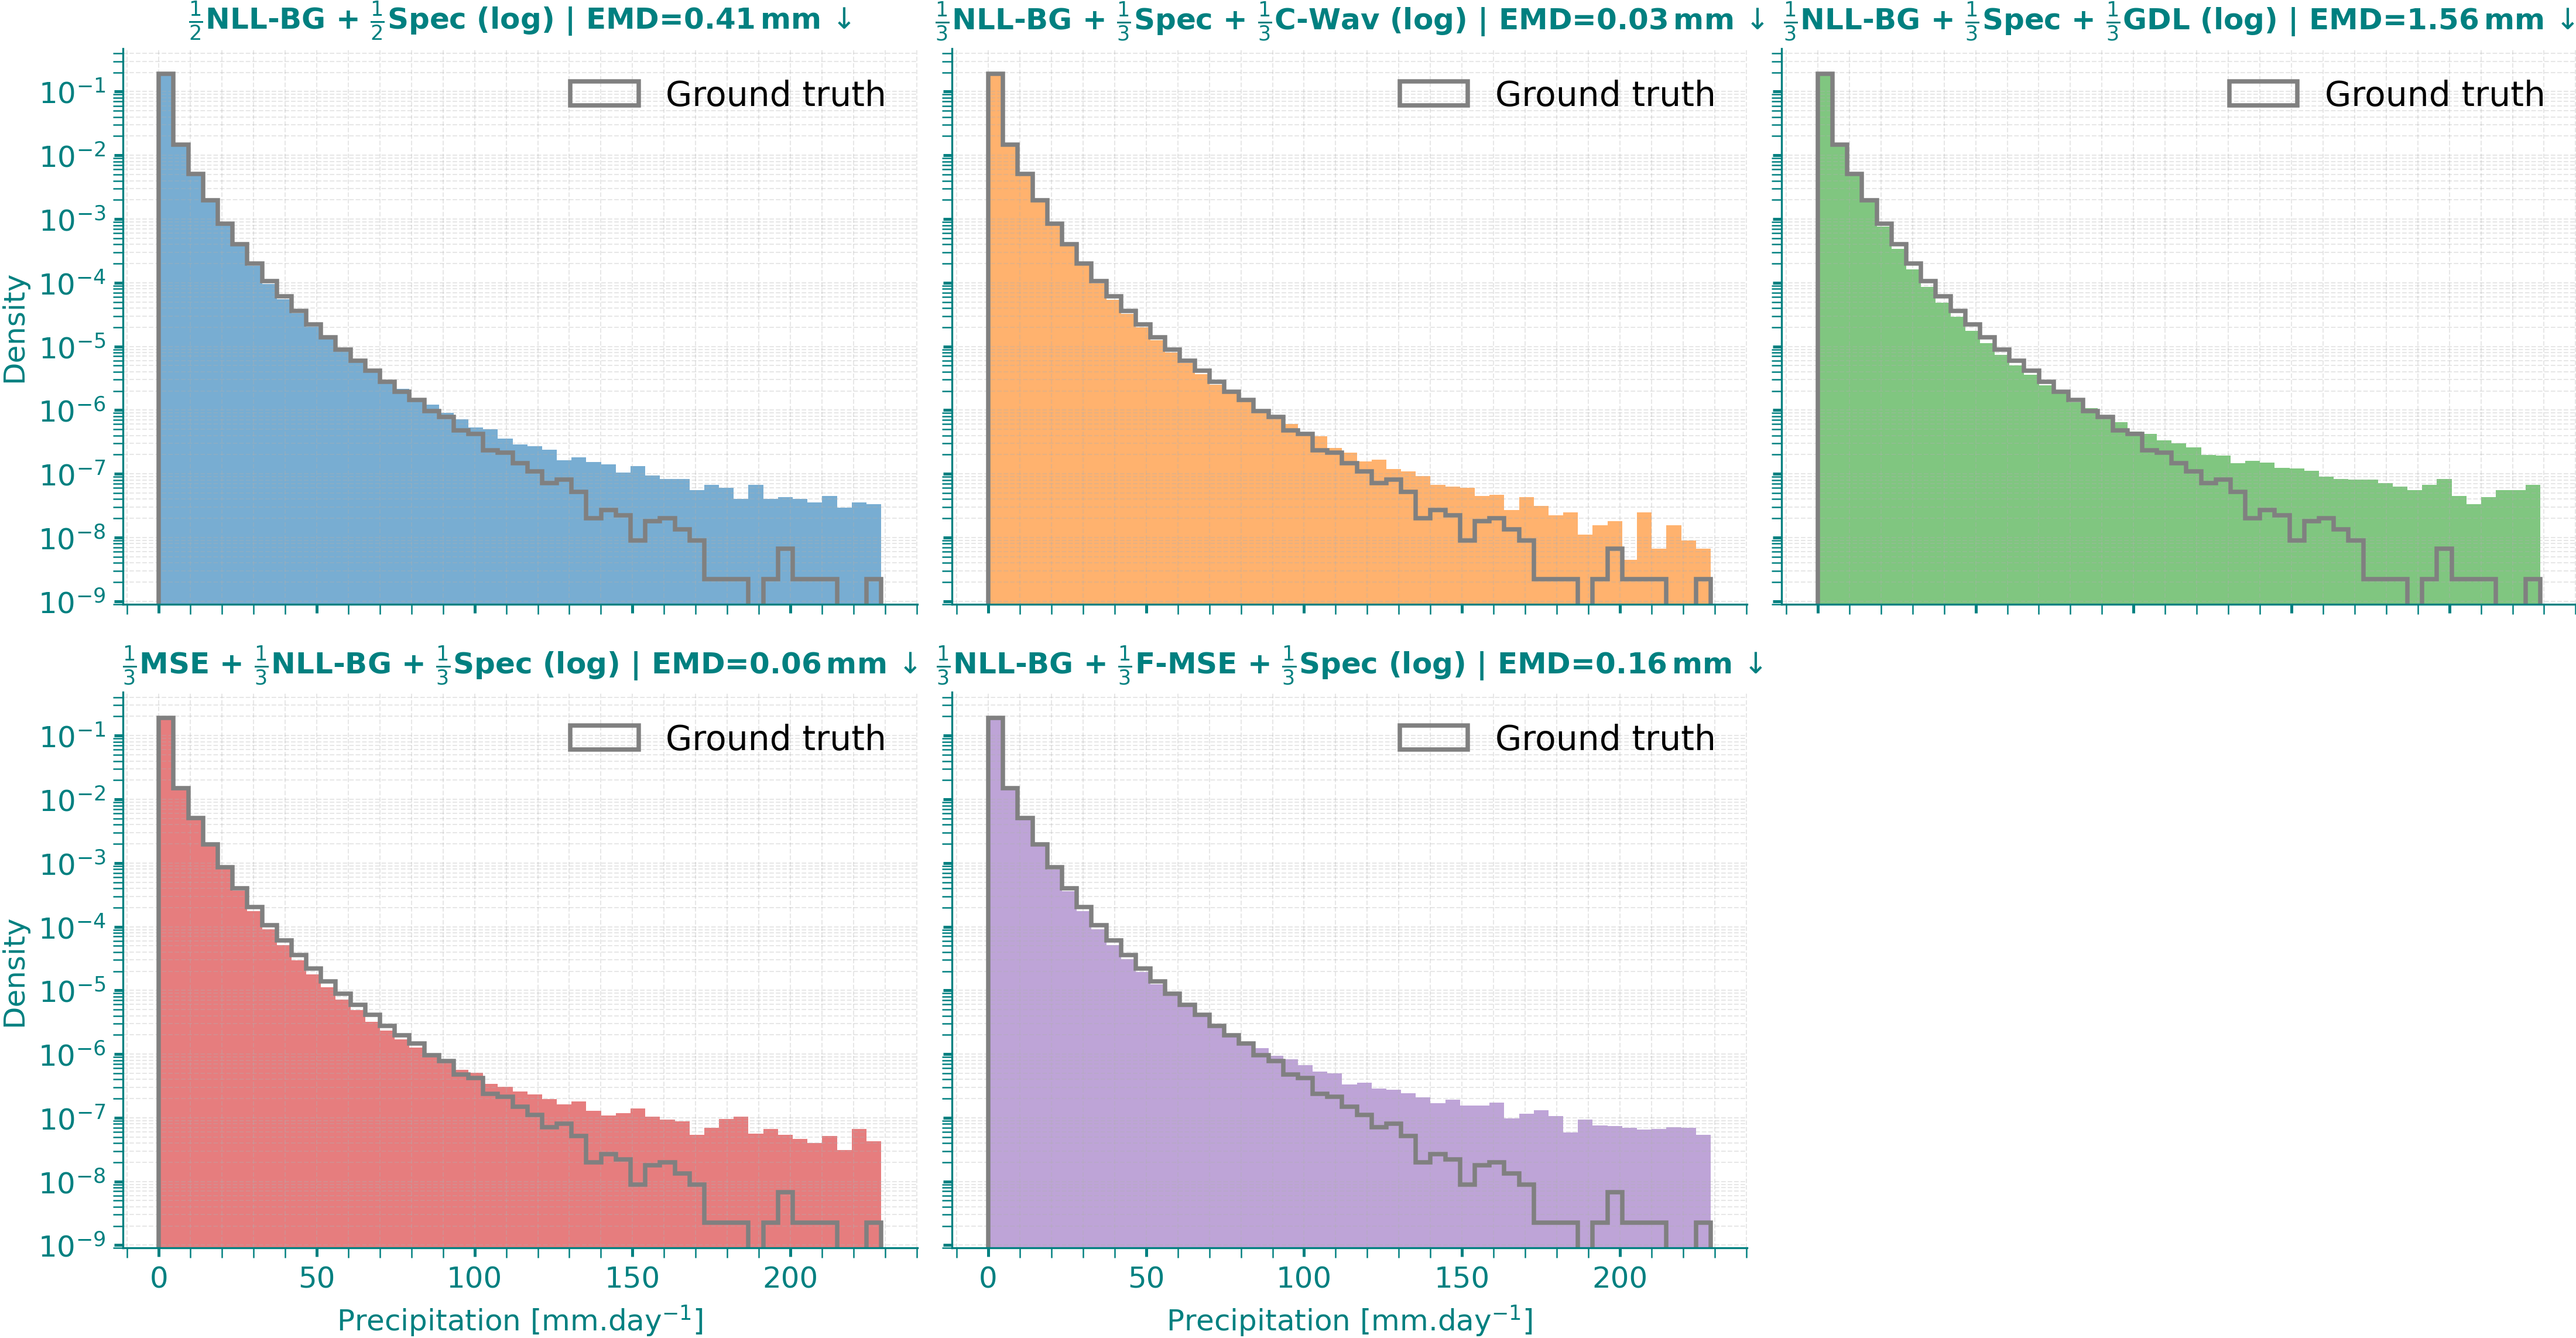 ½NLL-BG + ½Spec (log) | EMD=0.41 mm ↓
⅓NLL-BG + ⅓Spec + ⅓C-Wav (log) | EMD=0.03 mm ↓
⅓NLL-BG + ⅓Spec + ⅓GDL (log) | EMD=1.56 mm ↓
Ground truth
Ground truth
Ground truth
Density
10⁻¹
10⁻²
10⁻³
10⁻⁴
10⁻⁵
10⁻⁶
10⁻⁷
10⁻⁸
10⁻⁹
⅓MSE + ⅓NLL-BG + ⅓Spec (log) | EMD=0.06 mm ↓
⅓NLL-BG + ⅓F-MSE + ⅓Spec (log) | EMD=0.16 mm ↓
Ground truth
Ground truth
Density
10⁻¹
10⁻²
10⁻³
10⁻⁴
10⁻⁵
10⁻⁶
10⁻⁷
10⁻⁸
10⁻⁹
0 50 100 150 200
0 50 100 150 200
Precipitation [mm.day⁻¹]
Precipitation [mm.day⁻¹]